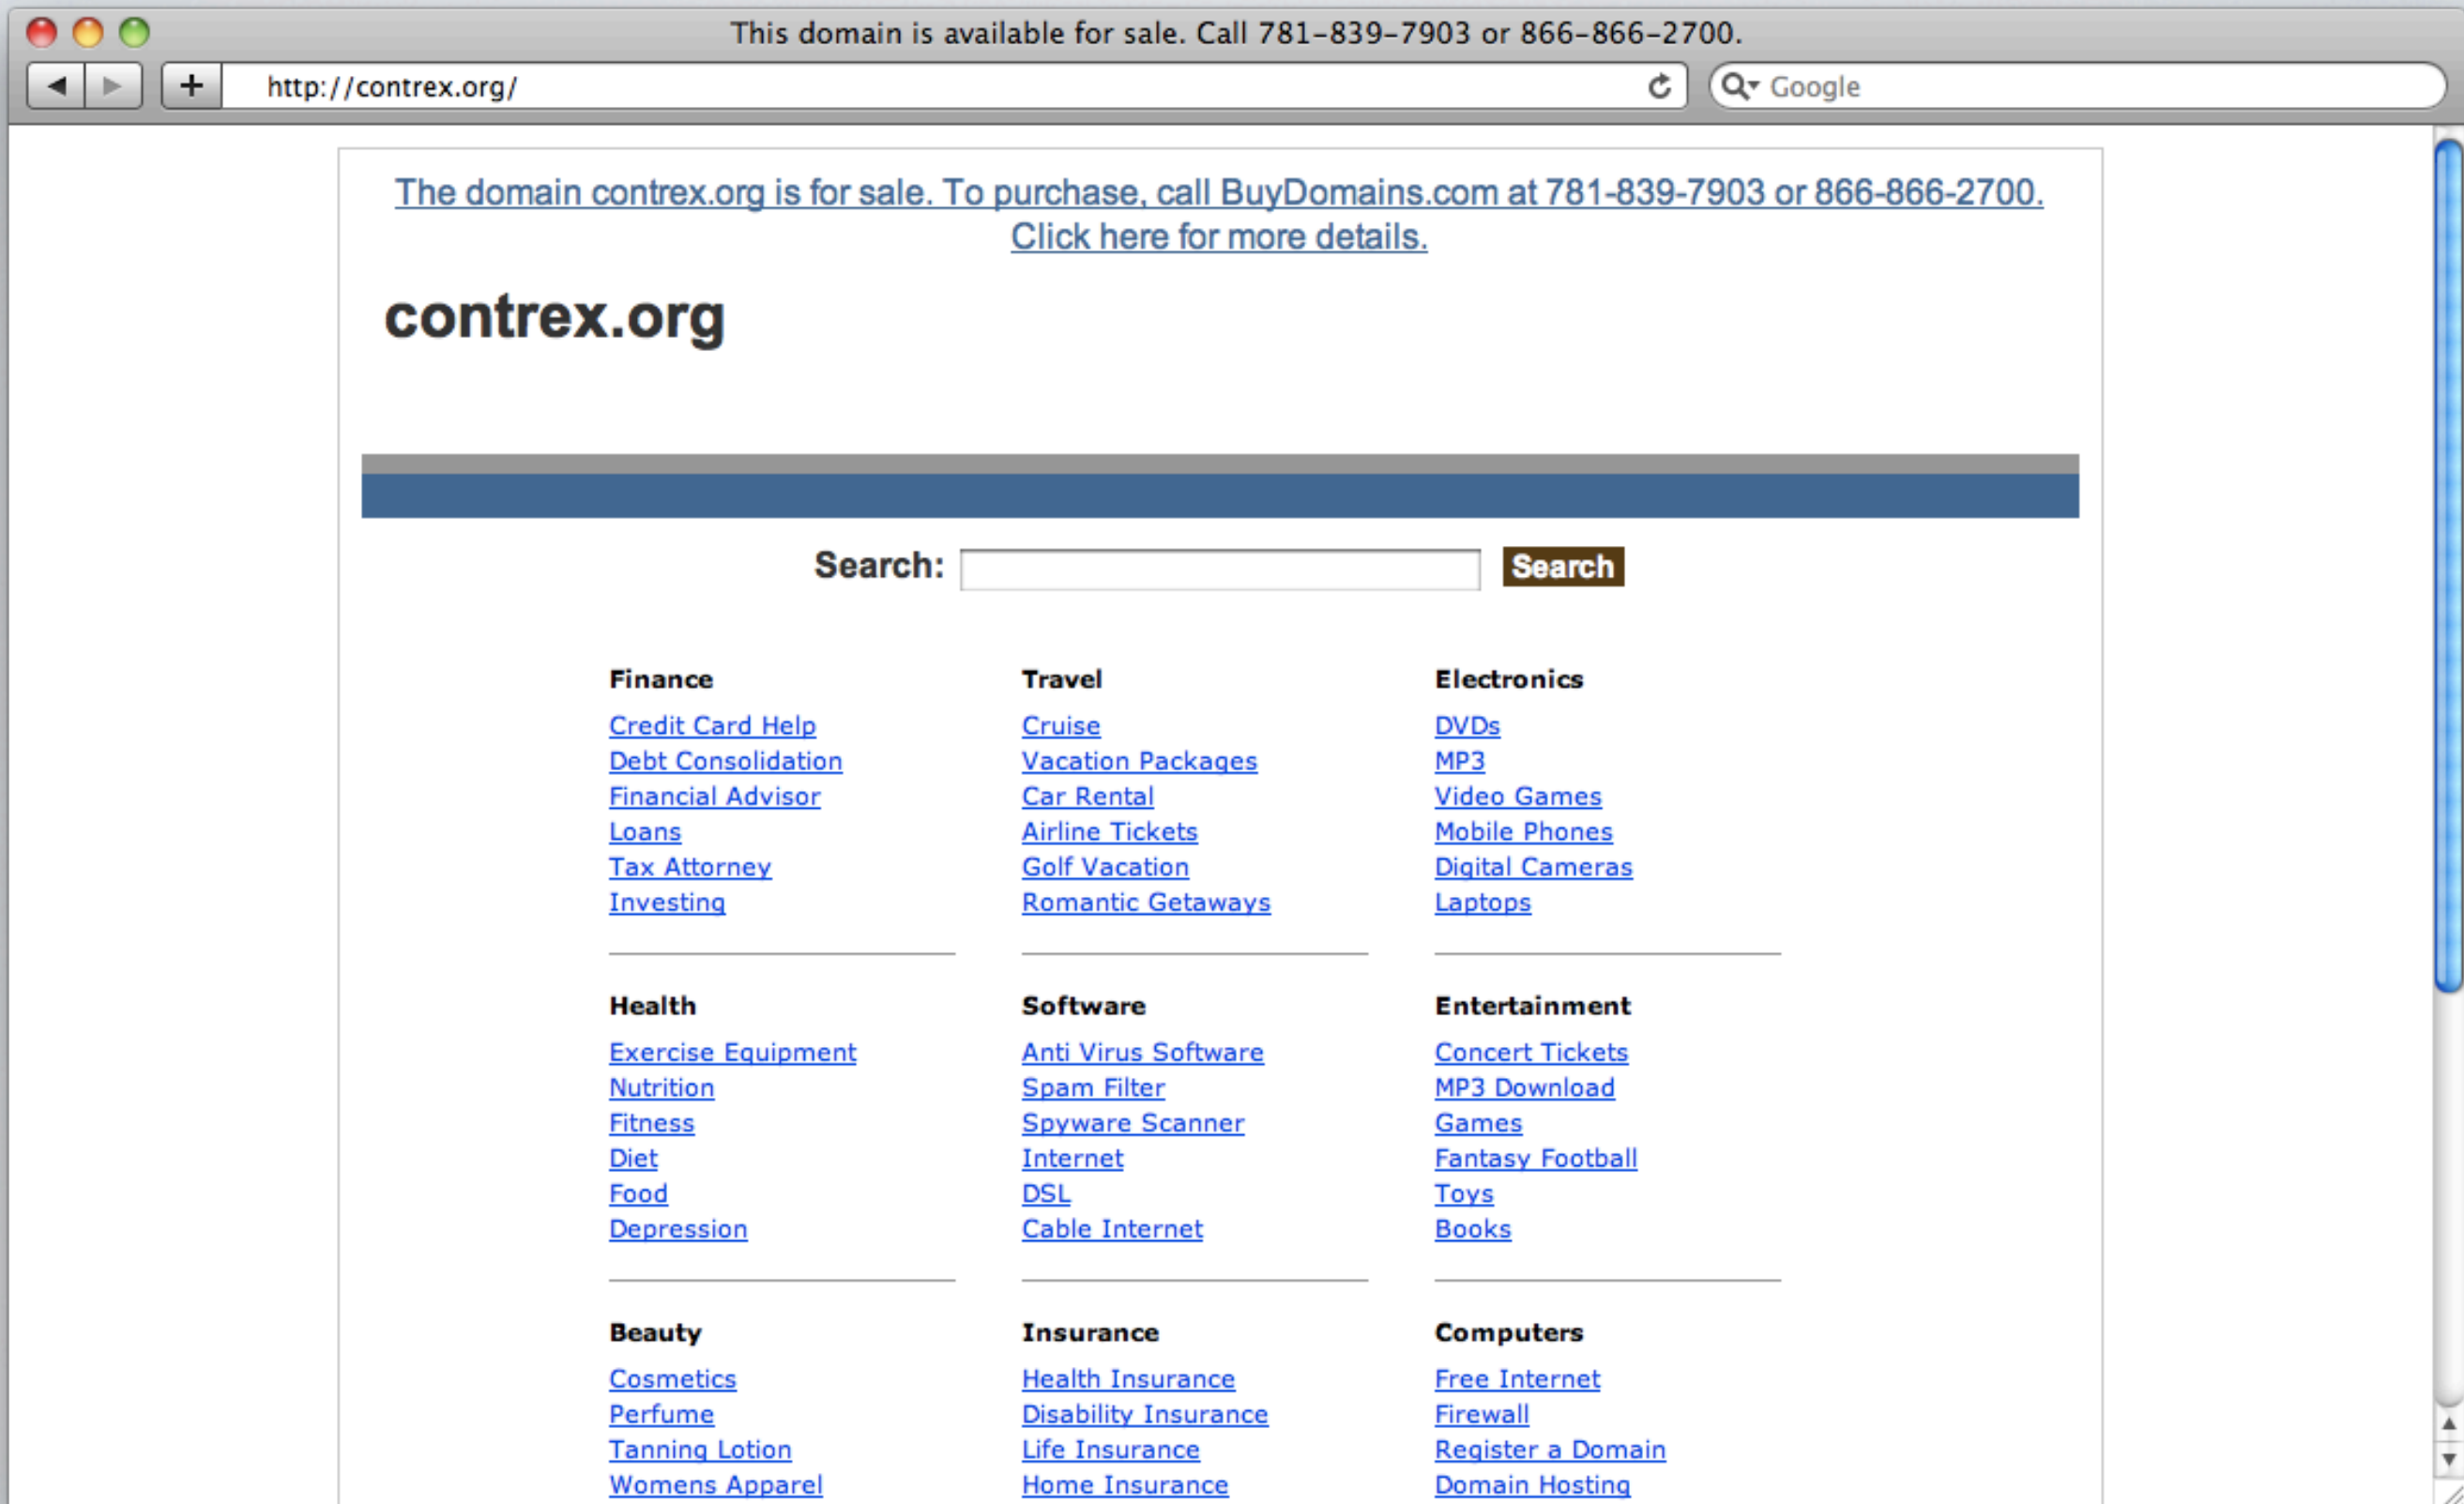 This domain is available for sale. Call 781-839-7903 or 866-866-2700.
http://contrex.org/
Google
The domain contrex.org is for sale. To purchase, call BuyDomains.com at 781-839-7903 or 866-866-2700.
Click here for more details.
contrex.org
Search:
Search
Finance
Credit Card Help
Debt Consolidation
Financial Advisor
Loans
Tax Attorney
Investing
Travel
Cruise
Vacation Packages
Car Rental
Airline Tickets
Golf Vacation
Romantic Getaways
Electronics
DVDs
MP3
Video Games
Mobile Phones
Digital Cameras
Laptops
Health
Exercise Equipment
Nutrition
Fitness
Diet
Food
Depression
Software
Anti Virus Software
Spam Filter
Spyware Scanner
Internet
DSL
Cable Internet
Entertainment
Concert Tickets
MP3 Download
Games
Fantasy Football
Toys
Books
Beauty
Cosmetics
Perfume
Tanning Lotion
Womens Apparel
Insurance
Health Insurance
Disability Insurance
Life Insurance
Home Insurance
Computers
Free Internet
Firewall
Register a Domain
Domain Hosting